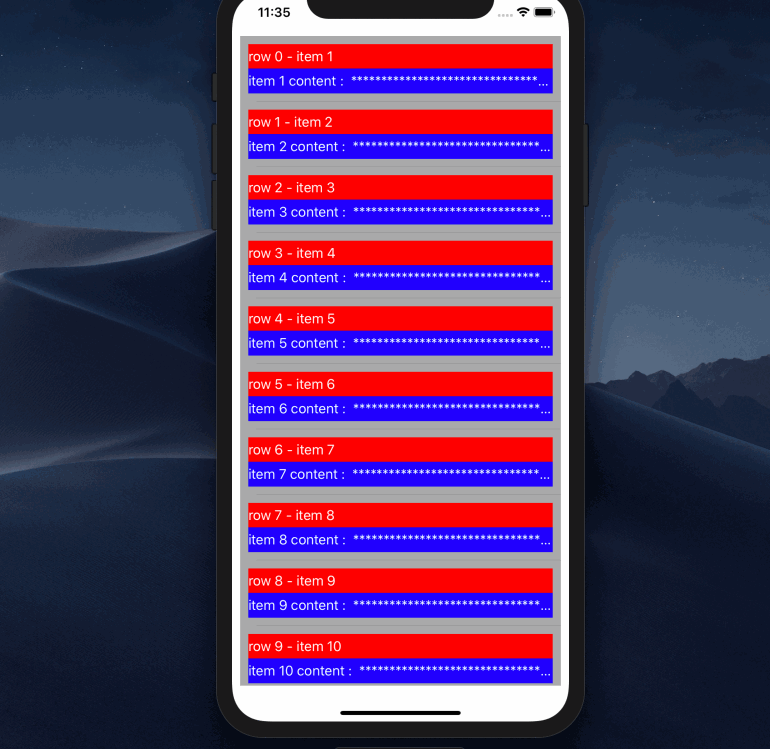 11:35
row 0 - item 1
item 1 content : *******************************...
row 1 - item 2
item 2 content : *******************************...
row 2 - item 3
item 3 content : *******************************...
row 3 - item 4
item 4 content : *******************************...
row 4 - item 5
item 5 content : *******************************...
row 5 - item 6
item 6 content : *******************************...
row 6 - item 7
item 7 content : *******************************...
row 7 - item 8
item 8 content : *******************************...
row 8 - item 9
item 9 content : *******************************...
row 9 - item 10
item 10 content : ******************************...